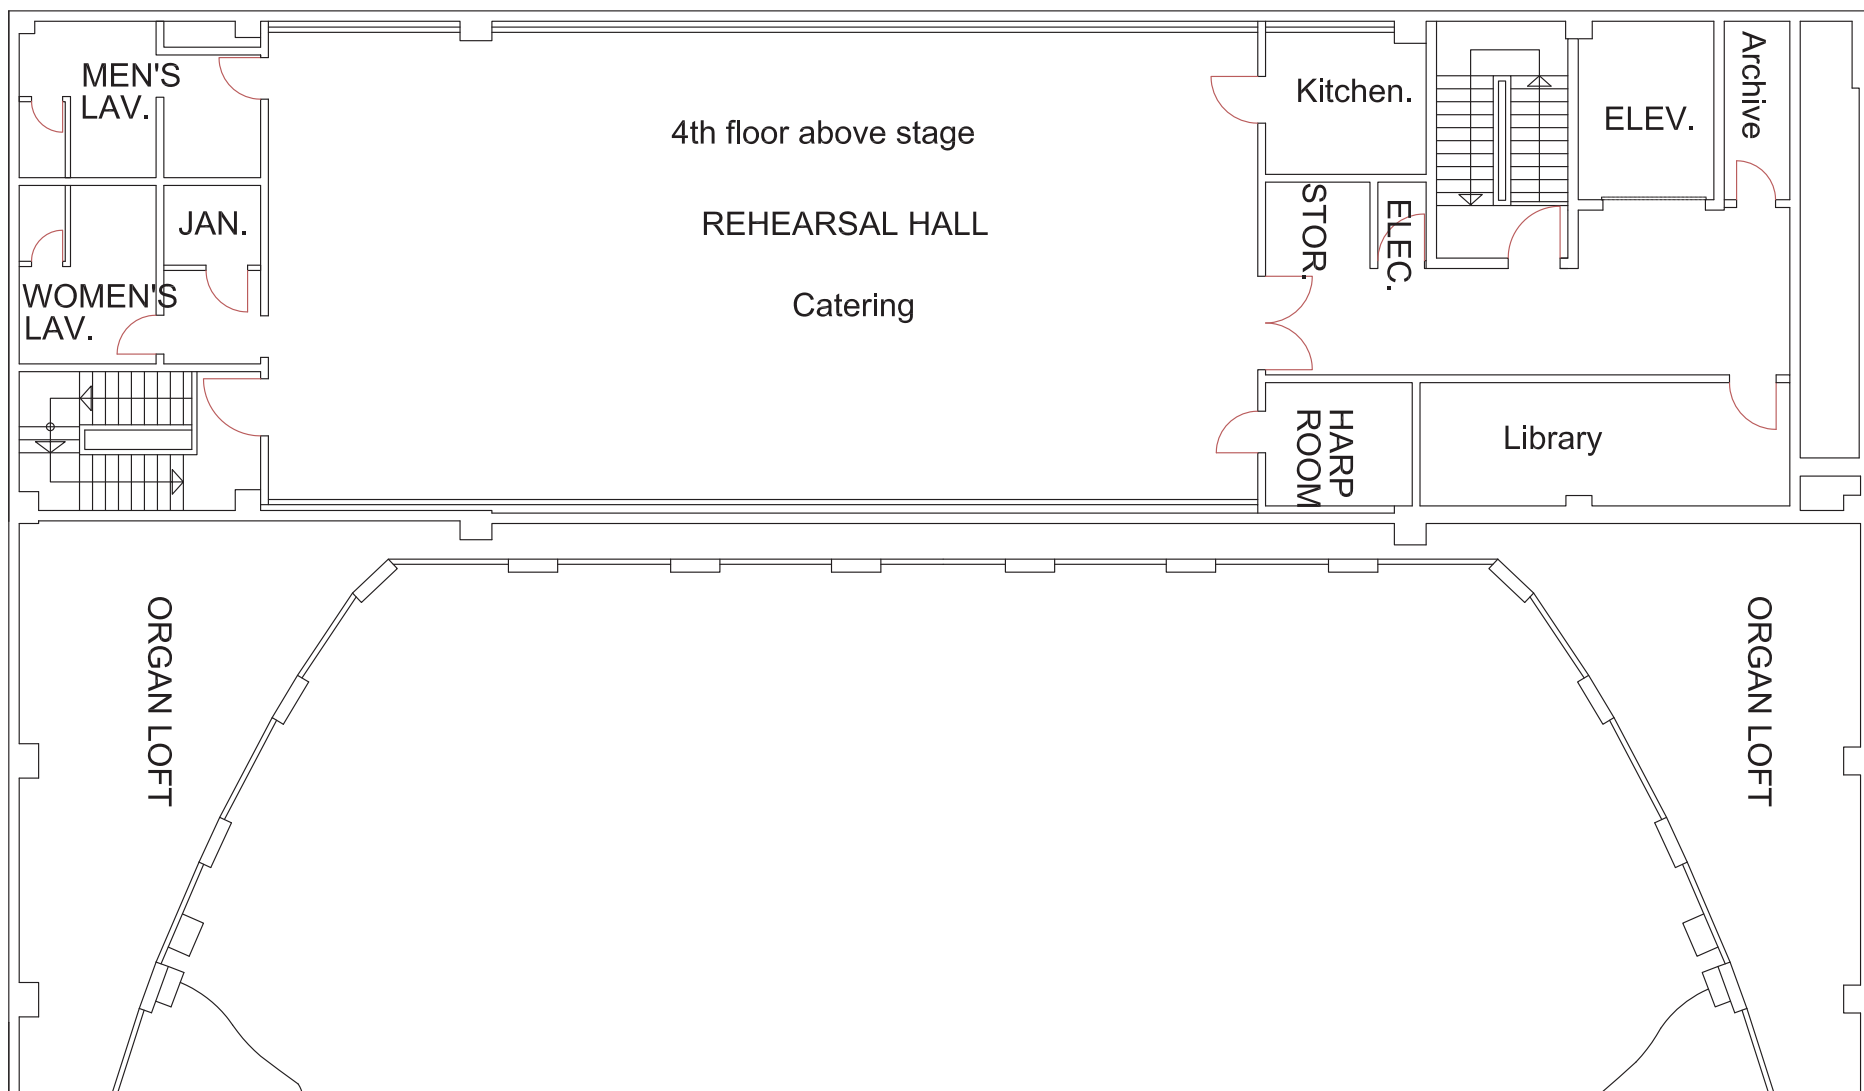 MEN'S
LAV.
4th floor above stage
Kitchen.
ELEV.
Archive
JAN.
REHEARSAL HALL
STOR.
ELEC.
WOMEN'S
LAV.
Catering
HARP
ROOM
Library
ORGAN LOFT
ORGAN LOFT